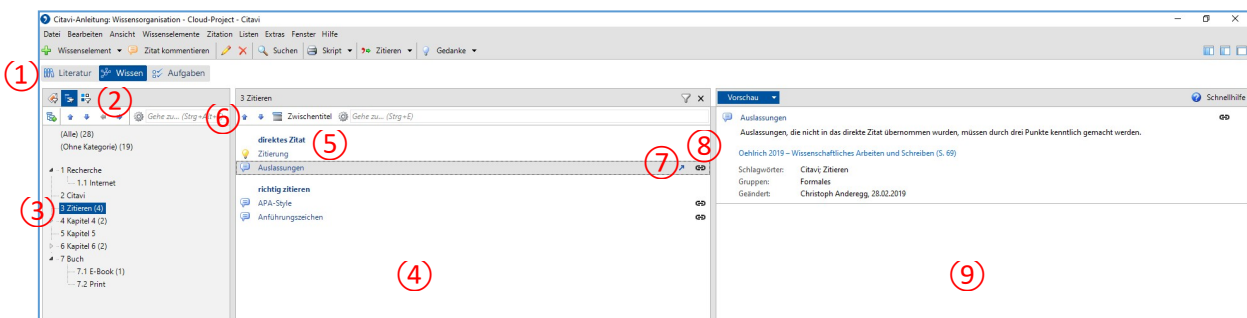 Citavi-Anleitung: Wissensorganisation - Cloud-Project - Citavi
Datei Bearbeiten Ansicht Wissenselemente Zitation Listen Extras Fenster Hilfe
Wissenselement Zitat kommentieren Suchen Skript Zitieren Gedanke
1 Literatur Wissen Aufgaben
2
3 Zitieren
Vorschau Schnellhilfe
Gehe zu... (Strg+Alt+
6 Zwischentitel Gehe zu... (Strg+E)
(Alle) (28)
(Ohne Kategorie) (19)
1 Recherche
1.1 Internet
2 Citavi
3 3 Zitieren (4)
4 Kapitel 4 (2)
5 Kapitel 5
6 Kapitel 6 (2)
7 Buch
7.1 E-Book (1)
7.2 Print
direktes Zitat 5
Zitierung
Auslassungen 7 8
richtig zitieren
APA-Style
Anführungszeichen
4
Auslassungen
Auslassungen, die nicht in das direkte Zitat übernommen wurden, müssen durch drei Punkte kenntlich gemacht werden.
Oehlrich 2019 – Wissenschaftliches Arbeiten und Schreiben (S. 69)
Schlagwörter: Citavi; Zitieren
Gruppen: Formales
Geändert: Christoph Anderegg, 28.02.2019
9